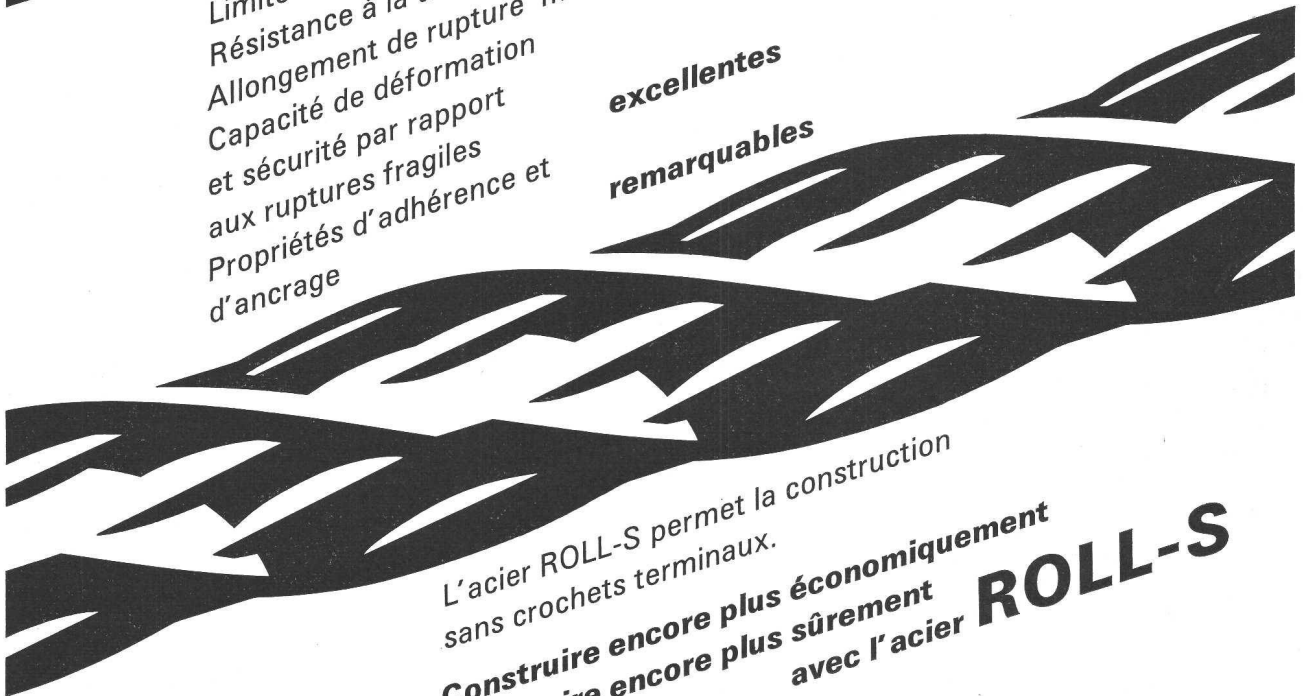 Limite
Résistance à la
Allongement de rupture
Capacité de déformation
et sécurité par rapport
aux ruptures fragiles
excellentes
Propriétés d'adhérence et
d'ancrage
remarquables
L'acier ROLL-S permet la construction
sans crochets terminaux.
Construire encore plus économiquement
encore plus sûrement
avec l'acier ROLL-S